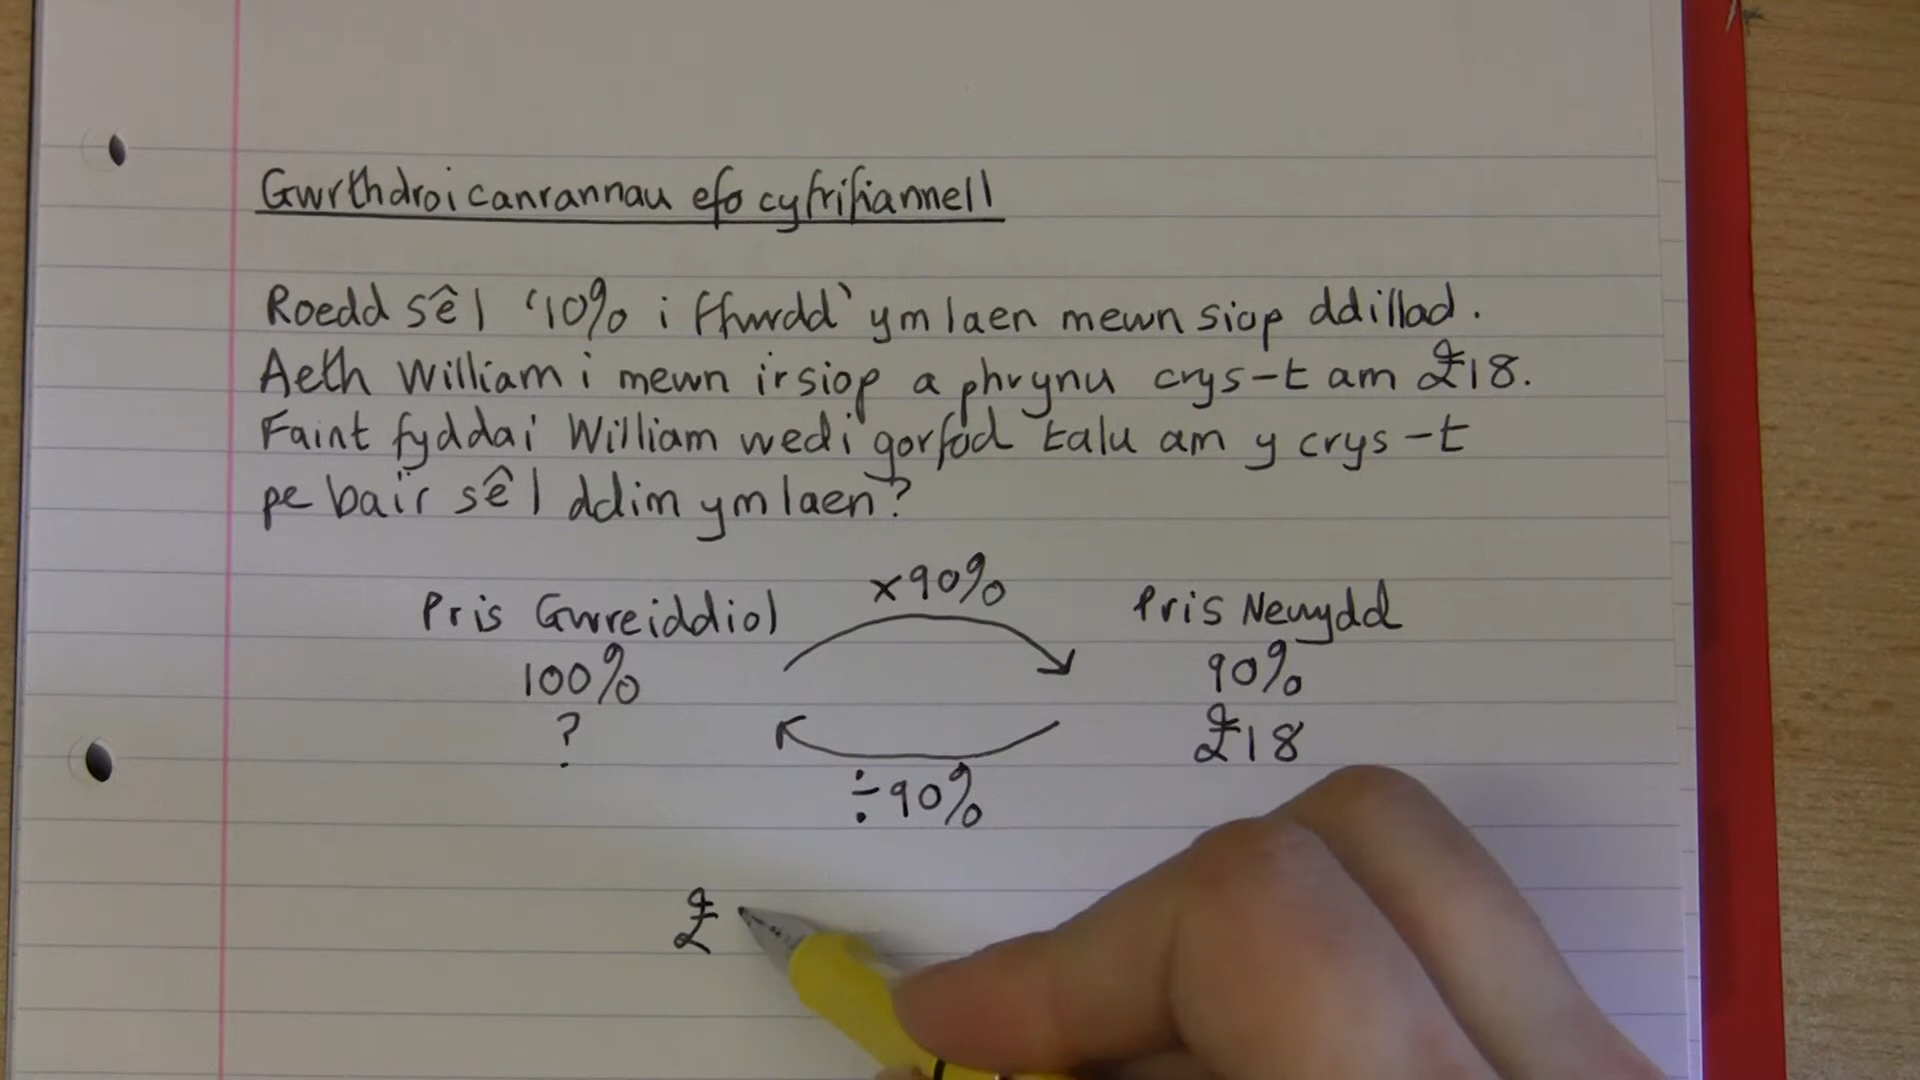 Gwrthdroi canrannau efo cyfrifiannell
Roedd sêl '10% i ffwrdd' ymlaen mewn siop ddillad.
Aeth William i mewn i'r siop a phrynu crys-t am £18.
Faint fyddai William wedi gorfod talu am y crys-t
pe bai'r sêl ddim ymlaen?
×90%
Pris Gwreiddiol Pris Newydd
100% 90%
? £18
÷90%
£